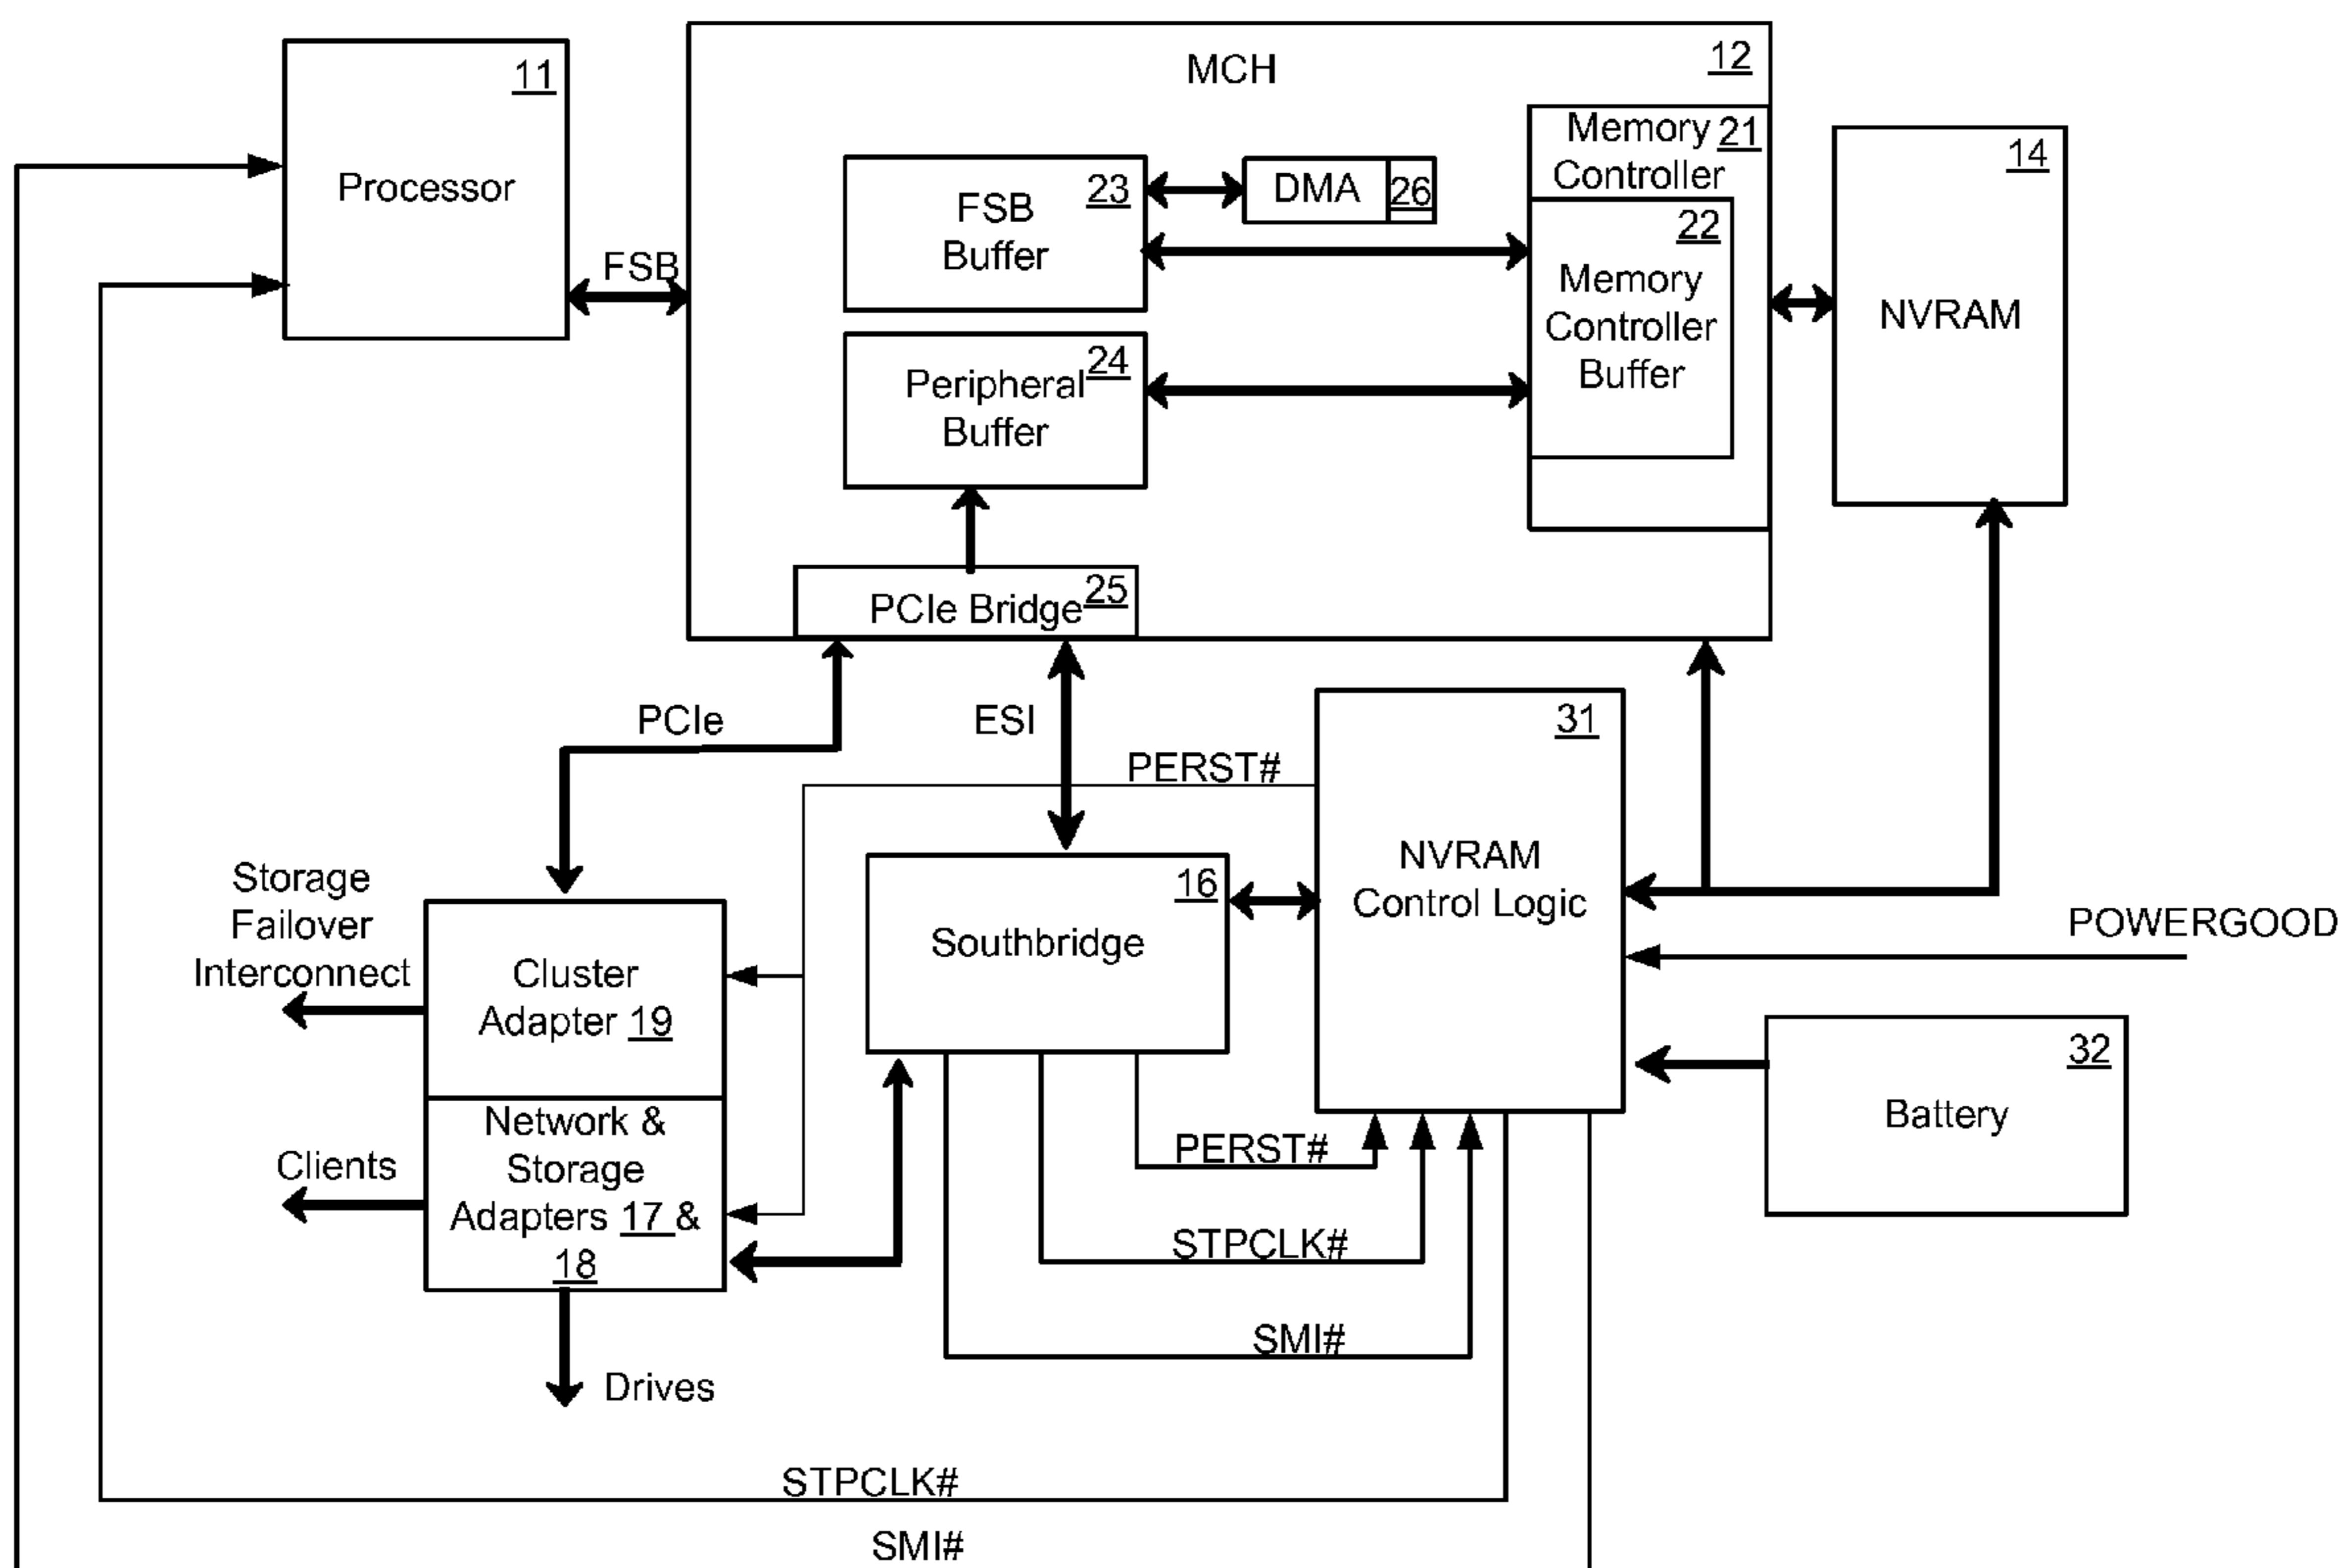 11
Processor
FSB
MCH
12
23
FSB
Buffer
DMA
26
Memory 21
Controller
22
Memory
Controller
Buffer
24
Peripheral
Buffer
PCIe Bridge 25
14
NVRAM
PCIe
ESI
PERST#
31
NVRAM
Control Logic
16
Southbridge
POWERGOOD
32
Battery
Storage
Failover
Interconnect
Cluster
Adapter 19
Clients
Network &
Storage
Adapters 17 &
18
Drives
PERST#
STPCLK#
SMI#
STPCLK#
SMI#